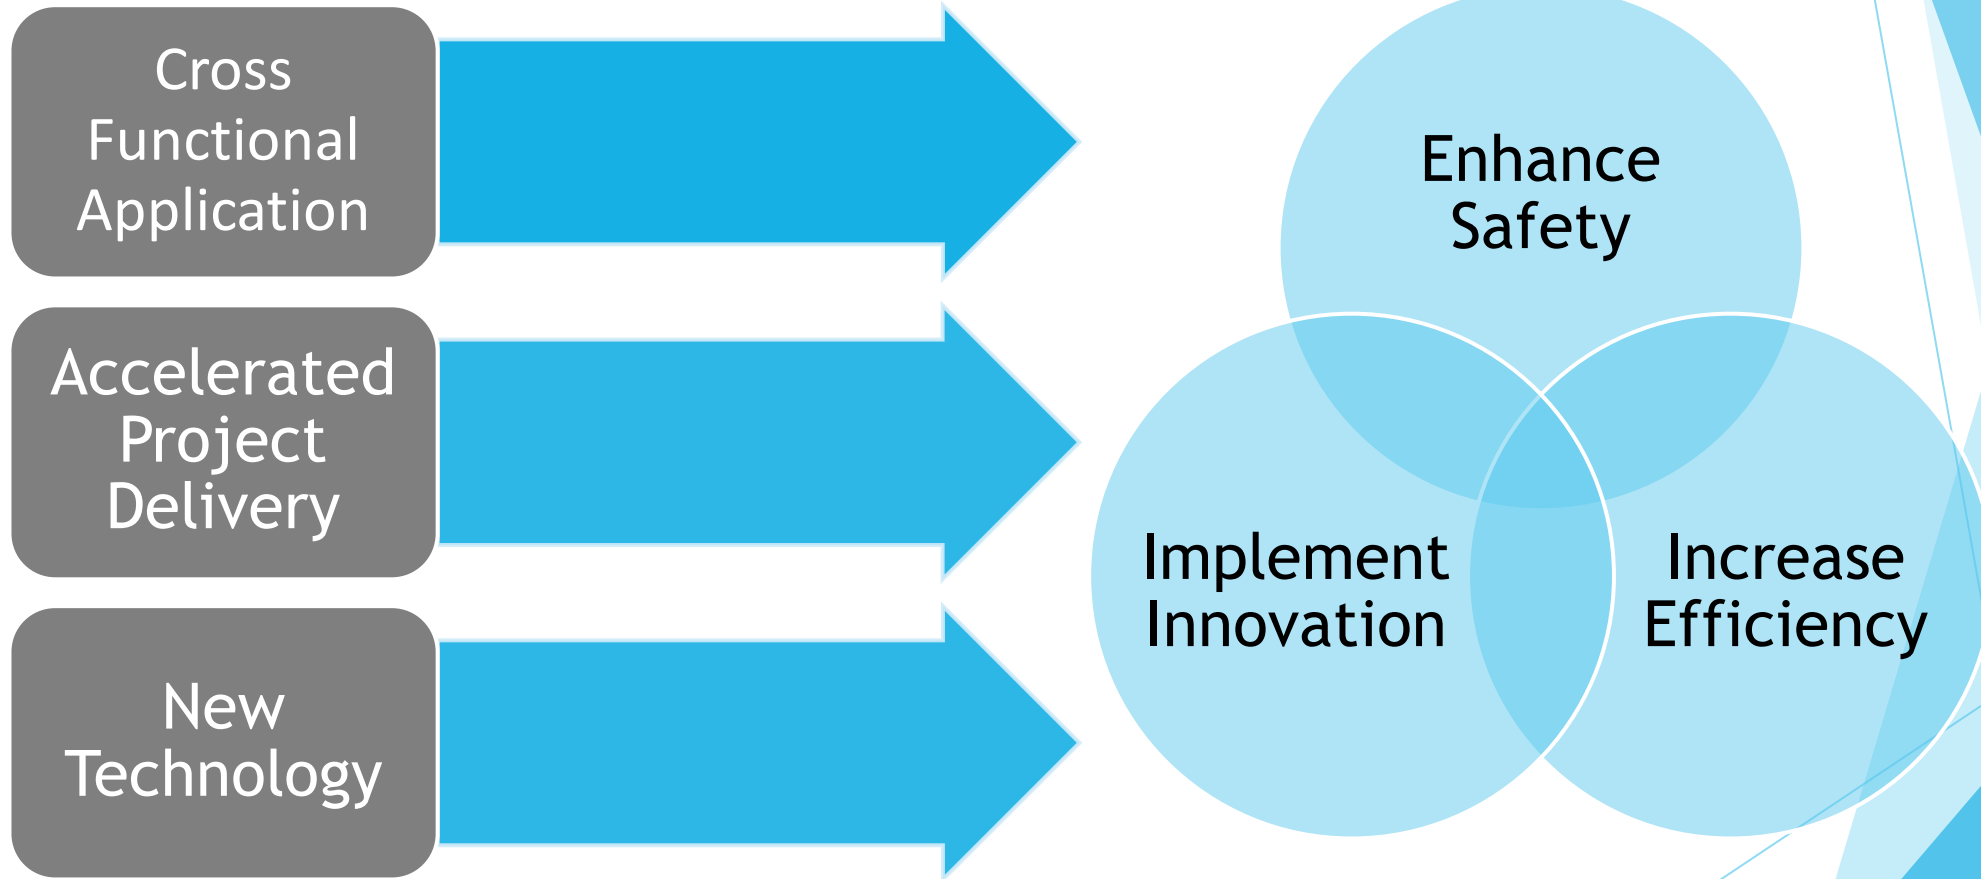 Cross
Functional
Application
Accelerated
Project
Delivery
New
Technology
Enhance
Safety
Implement
Innovation
Increase
Efficiency